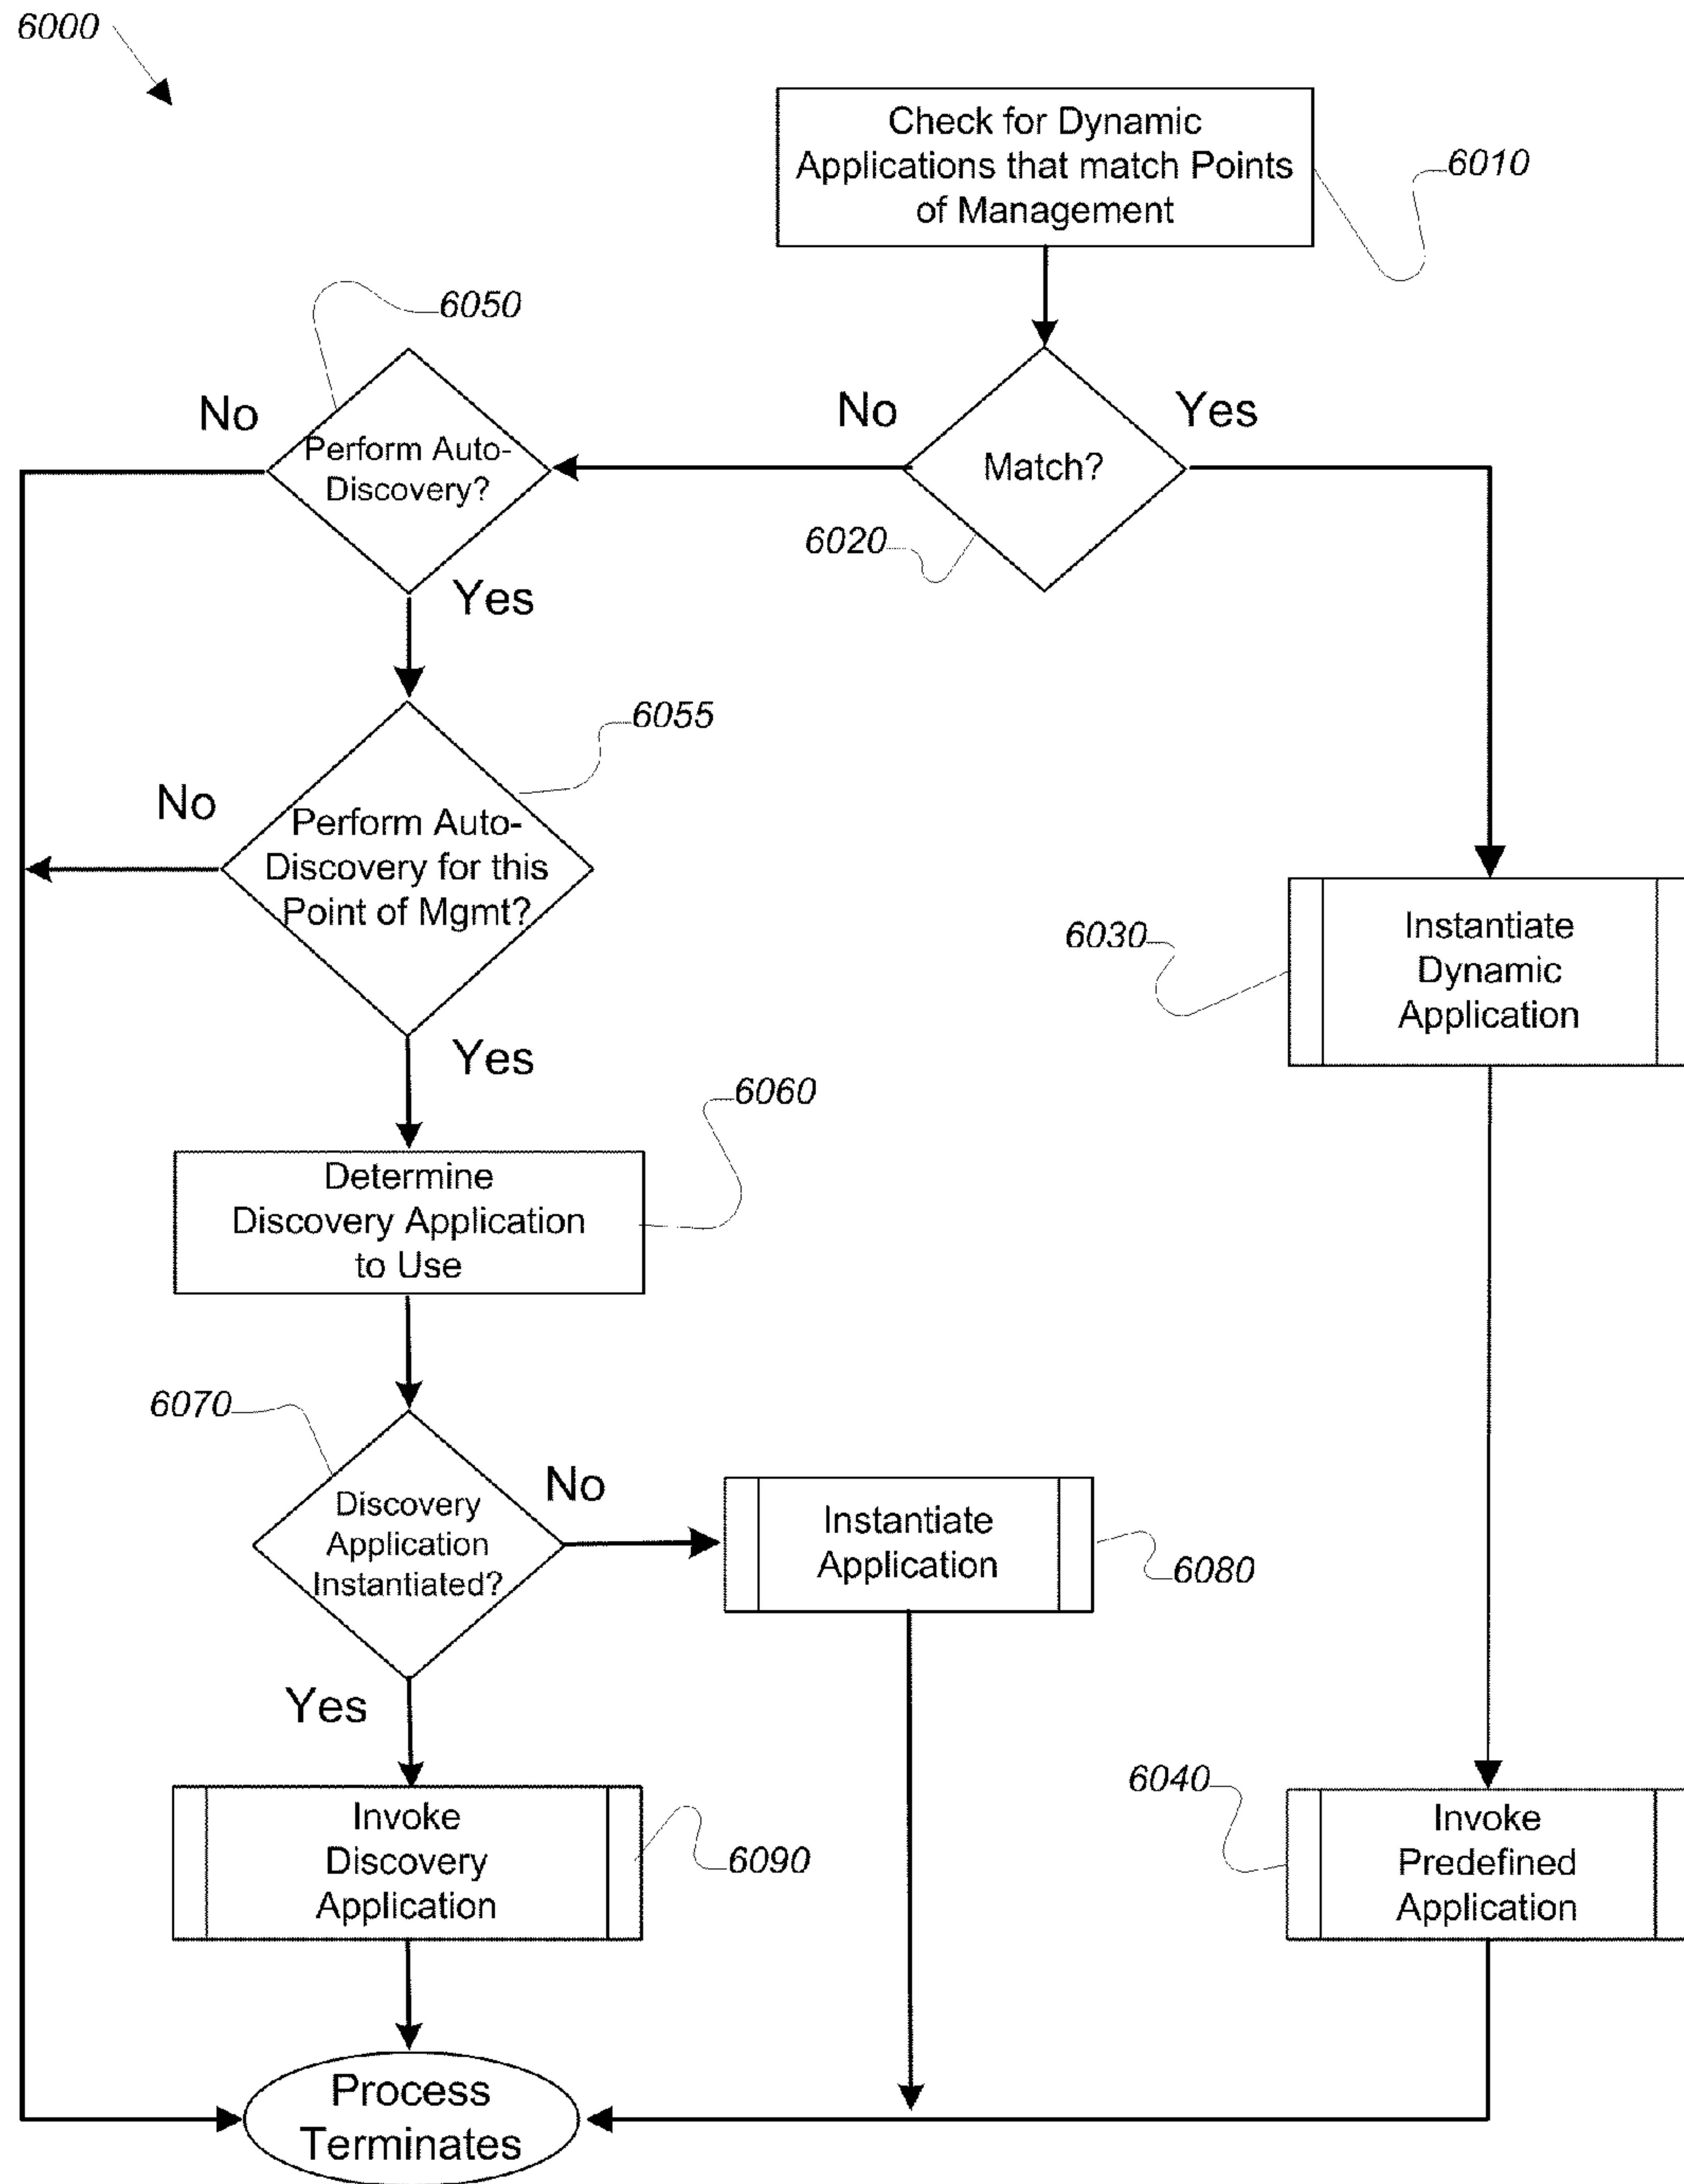 6000
Check for Dynamic
Applications that match Points
of Management
6010
6050
No
Perform Auto-
Discovery?
Yes
No
Yes
Match?
6020
6055
No
Perform Auto-
Discovery for this
Point of Mgmt?
Yes
6030
Instantiate
Dynamic
Application
6060
Determine
Discovery Application
to Use
6070
Discovery
Application
Instantiated?
No
Instantiate
Application
6080
Yes
Invoke
Discovery
Application
6090
6040
Invoke
Predefined
Application
Process
Terminates